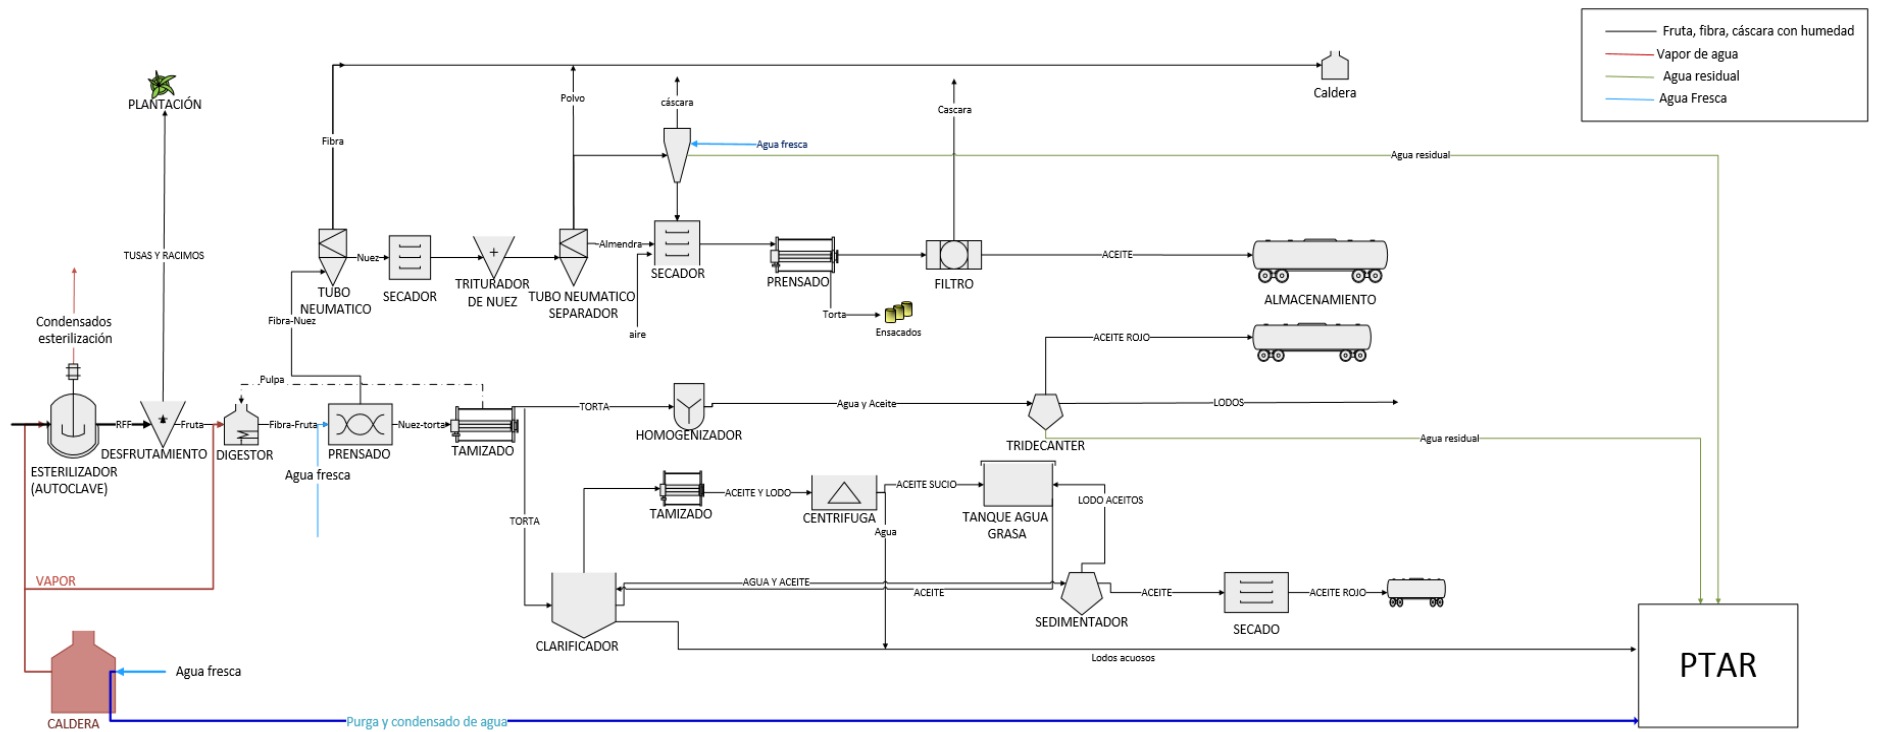 Fruta, fibra, cáscara con humedad
Vapor de agua
Agua residual
Agua Fresca
Caldera
PLANTACIÓN
Polvo
cáscara
Cascara
Fibra
Agua fresca
Agua residual
TUSAS Y RACIMOS
Nuez
Almendra
ACEITE
SECADOR
TRITURADOR
DE NUEZ
TUBO
NEUMATICO
SECADOR
TUBO NEUMATICO
SEPARADOR
PRENSADO
FILTRO
ALMACENAMIENTO
Fibra-Nuez
Torta
Ensacados
aire
Condensados
esterilización
ACEITE ROJO
Pulpa
TORTA
Agua y Aceite
LODOS
RFF
Fruta
Fibra-Fruta
Nuez-torta
HOMOGENIZADOR
TRIDECANTER
Agua residual
DESFRUTAMIENTO
DIGESTOR
PRENSADO
TAMIZADO
ESTERILIZADOR
(AUTOCLAVE)
Agua fresca
ACEITE Y LODO
ACEITE SUCIO
LODO ACEITOS
TAMIZADO
CENTRIFUGA
TANQUE AGUA
GRASA
TORTA
Agua
VAPOR
AGUA Y ACEITE
ACEITE
ACEITE
ACEITE ROJO
SEDIMENTADOR
SECADO
CLARIFICADOR
Lodos acuosos
PTAR
Agua fresca
CALDERA
Purga y condensado de agua